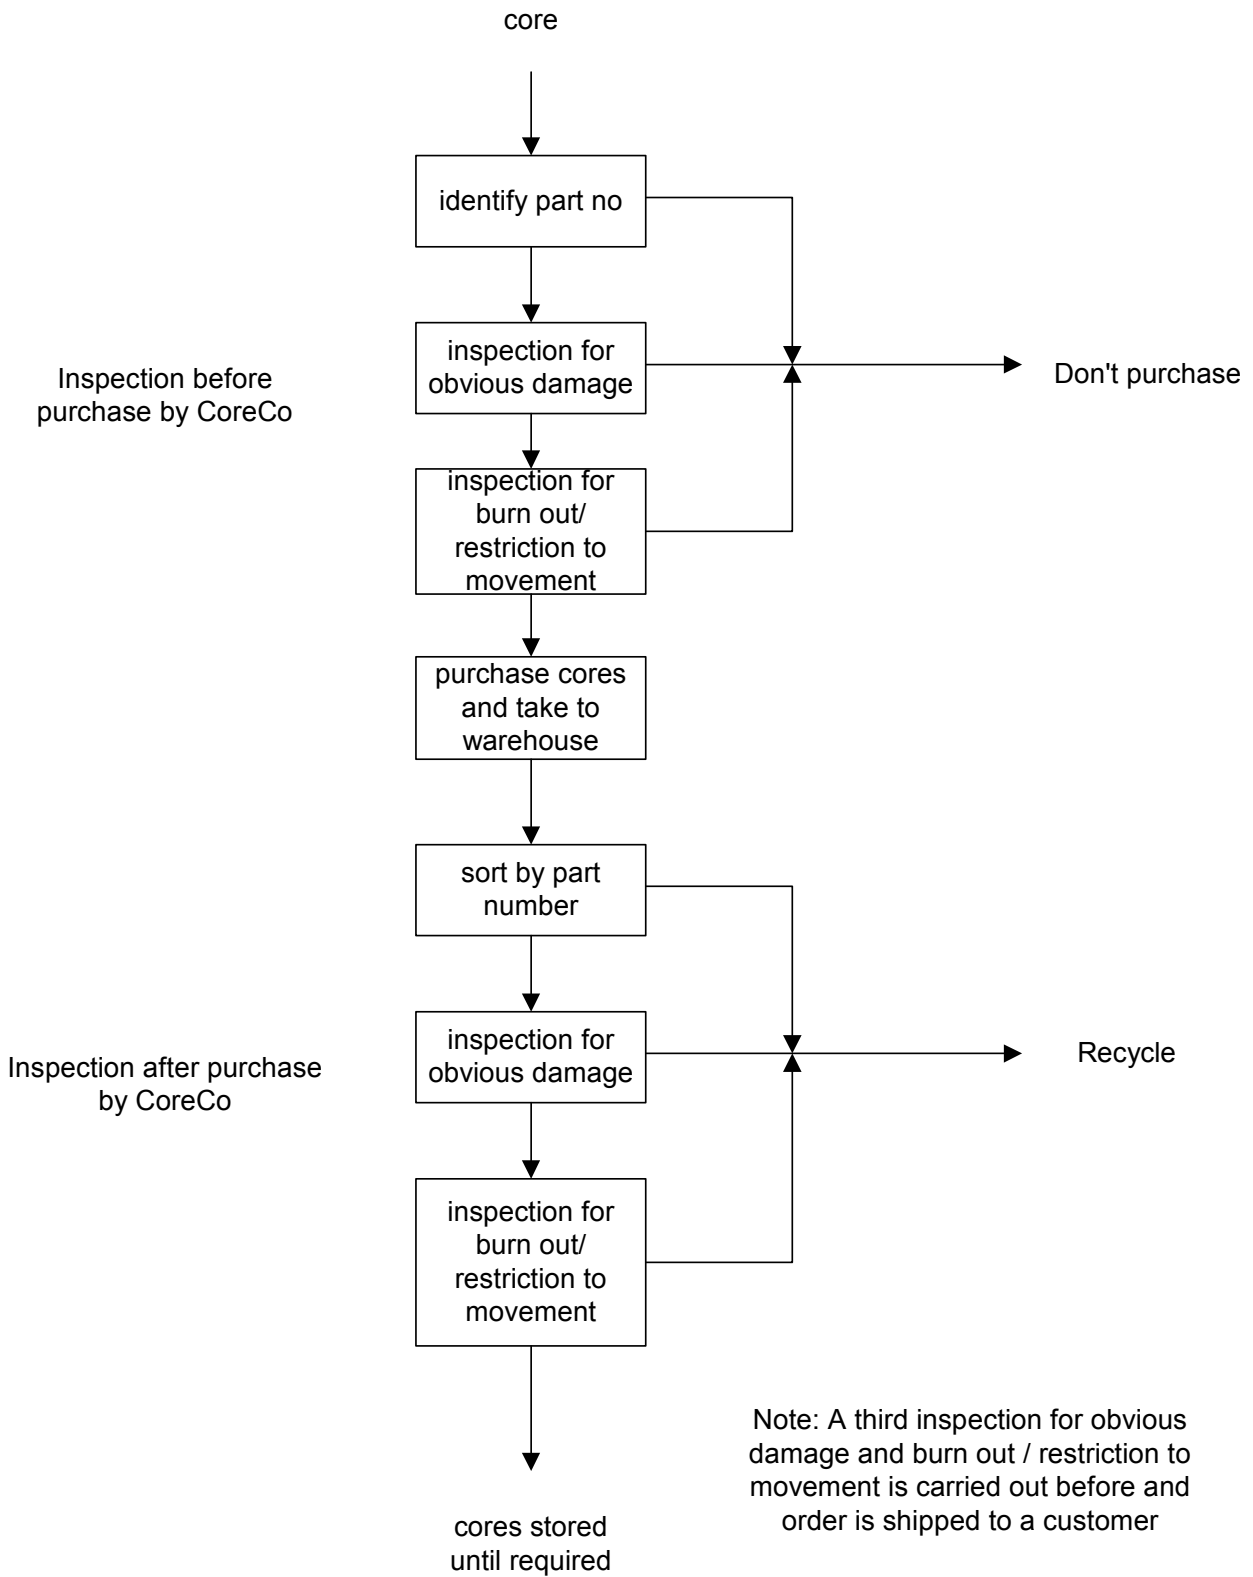 core
identify part no
inspection for
obvious damage
Inspection before
purchase by CoreCo
Don't purchase
inspection for
burn out/
restriction to
movement
purchase cores
and take to
warehouse
sort by part
number
inspection for
obvious damage
Inspection after purchase
by CoreCo
Recycle
inspection for
burn out/
restriction to
movement
Note: A third inspection for obvious
damage and burn out / restriction to
movement is carried out before and
order is shipped to a customer
cores stored
until required